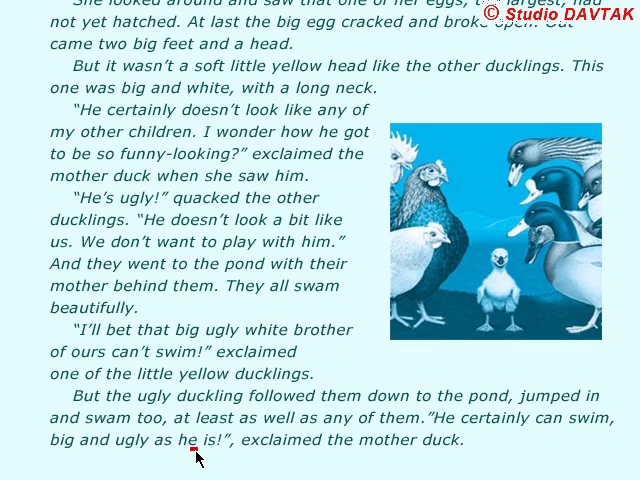 © Studio DAVTAK
She looked around and saw that one of her eggs, the largest, had
not yet hatched. At last the big egg cracked and broke open. Out
came two big feet and a head.
But it wasn’t a soft little yellow head like the other ducklings. This
one was big and white, with a long neck.
“He certainly doesn’t look like any of
my other children. I wonder how he got
to be so funny-looking?” exclaimed the
mother duck when she saw him.
“He’s ugly!” quacked the other
ducklings. “He doesn’t look a bit like
us. We don’t want to play with him.”
And they went to the pond with their
mother behind them. They all swam
beautifully.
“I’ll bet that big ugly white brother
of ours can’t swim!” exclaimed
one of the little yellow ducklings.
But the ugly duckling followed them down to the pond, jumped in
and swam too, at least as well as any of them.”He certainly can swim,
big and ugly as he is!”, exclaimed the mother duck.